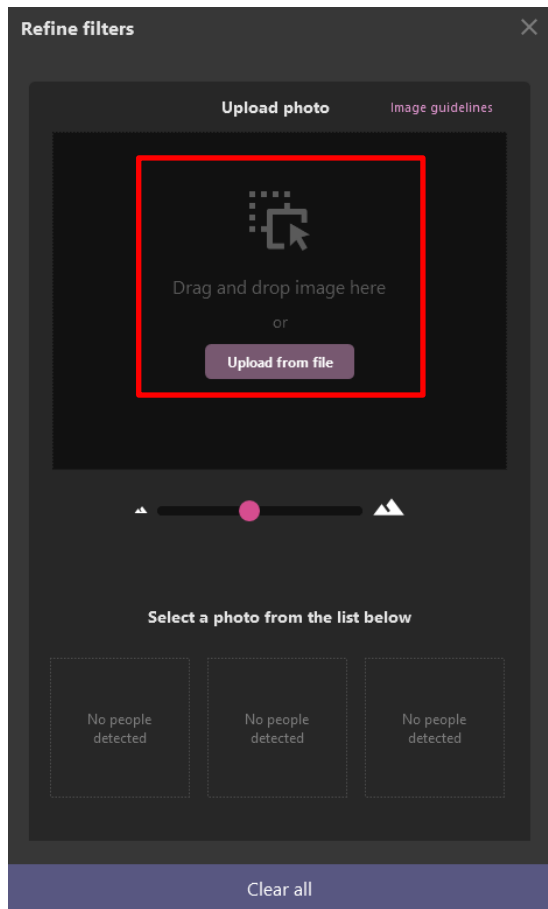 Refine filters
Upload photo
Image guidelines
Drag and drop image here
or
Upload from file
Select a photo from the list below
No people
detected
No people
detected
No people
detected
Clear all